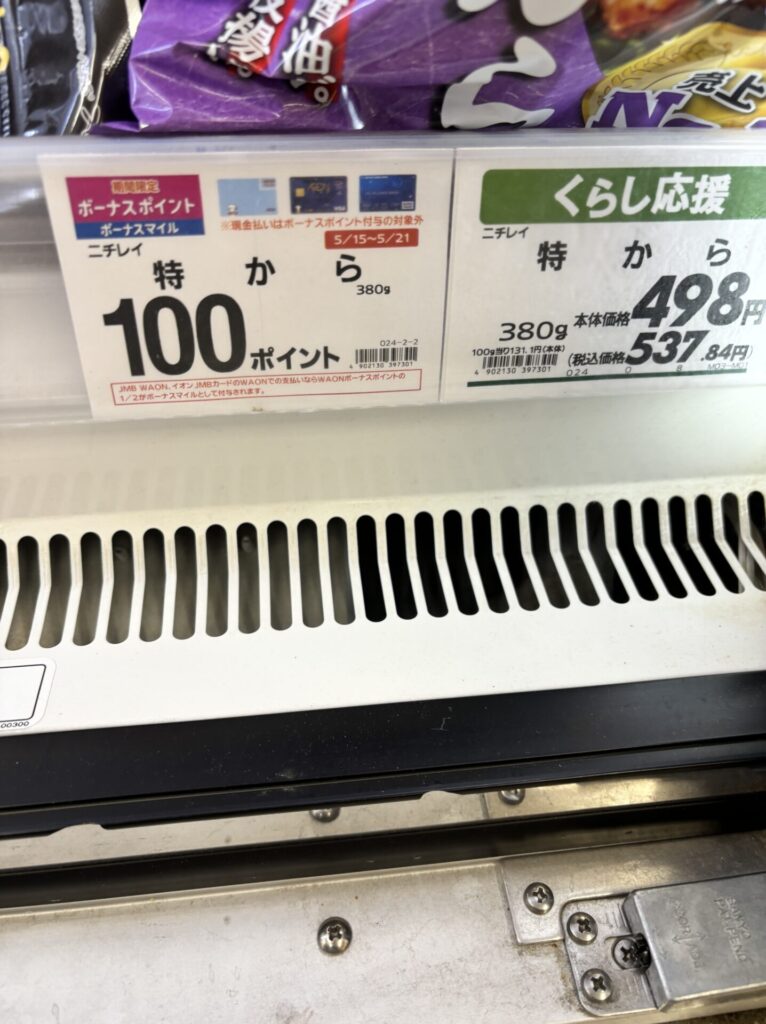 醤油。
揚
売上
期間限定
ボーナスポイント
ボーナスマイル
※現金払いはボーナスポイント付与の対象外
5/15〜5/21
ニチレイ
特から
380g
100ポイント
024-2-2
4 902130 397301
JMB WAON、イオンJMBカードのWAONでの支払いならWAONボーナスポイントの
1/2がボーナスマイルとして付与されます。
くらし応援
ニチレイ
特から
380g
本体価格498円
100g当り131.1円(本体)
(税込価格537.84円)
4 902130 397301
024 0 8 M03-M01
00300